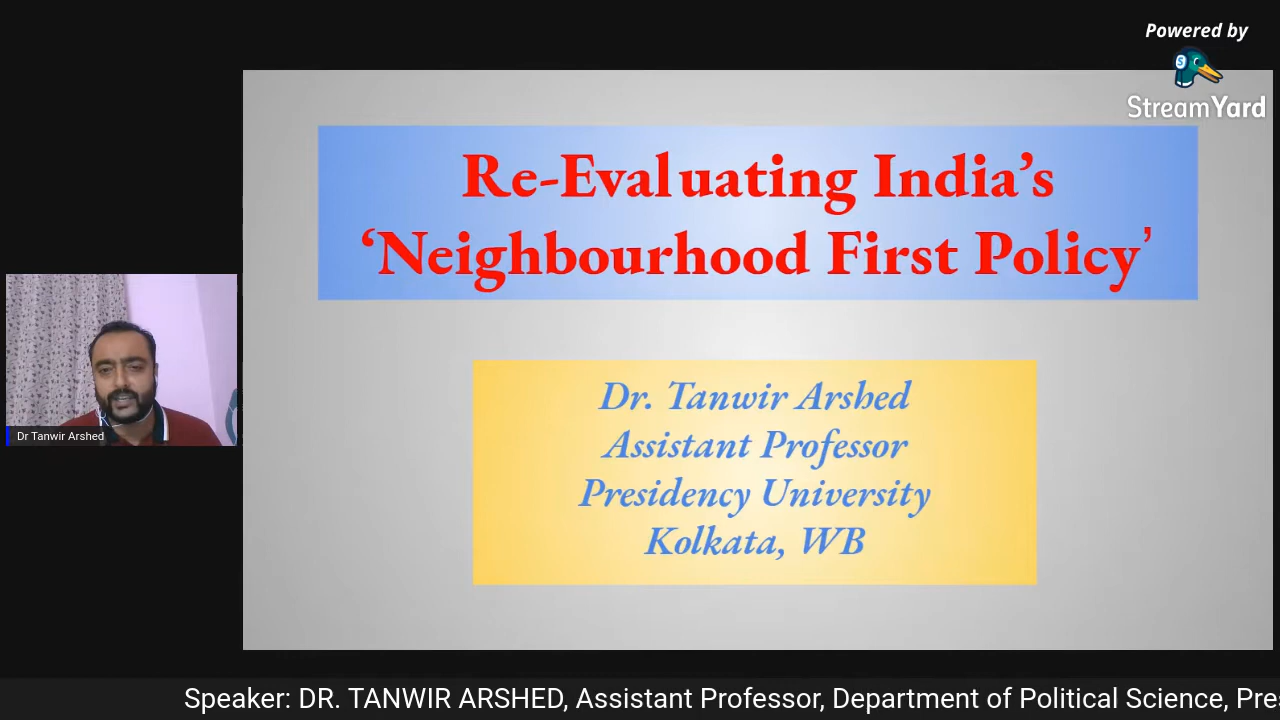 Powered by
StreamYard
Re-Evaluating India’s
‘Neighbourhood First Policy’
Dr. Tanwir Arshed
Assistant Professor
Presidency University
Kolkata, WB
Dr Tanwir Arshed
Speaker: DR. TANWIR ARSHED, Assistant Professor, Department of Political Science, Pre